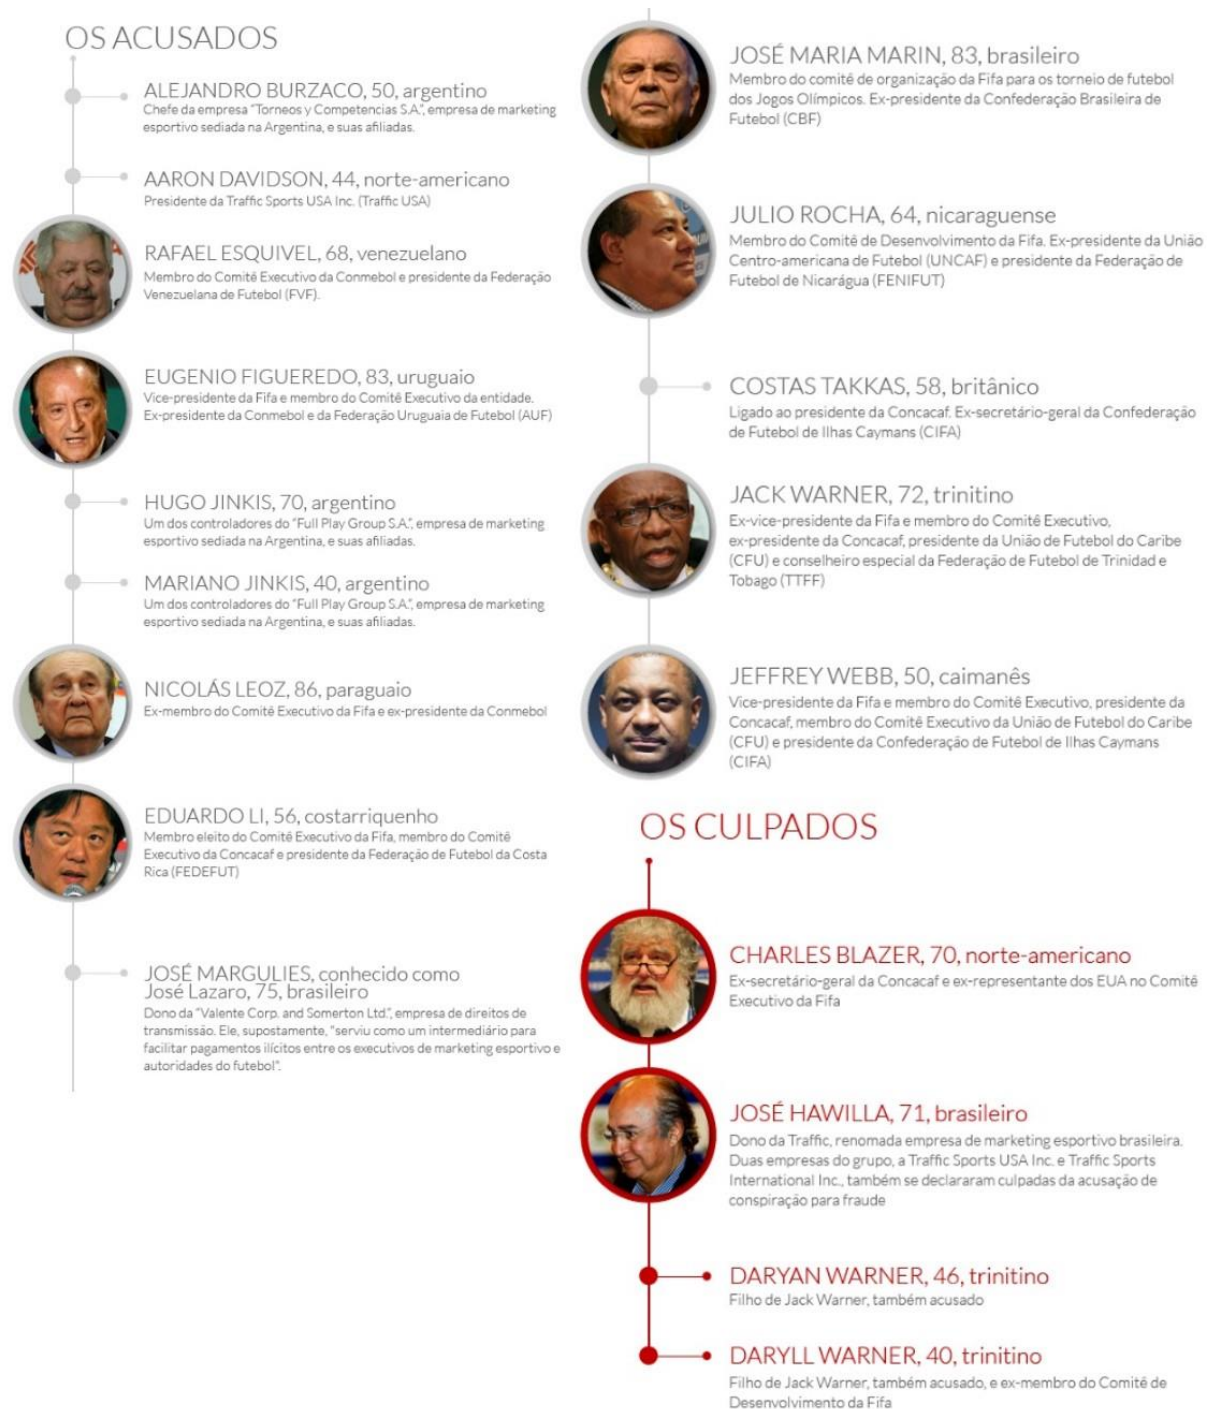 OS ACUSADOS
ALEJANDRO BURZACO, 50, argentino
Chefe da empresa "Torneos y Competencias S.A.", empresa de marketing
esportivo sediada na Argentina, e suas afiliadas.
AARON DAVIDSON, 44, norte-americano
Presidente da Traffic Sports USA Inc. (Traffic USA)
RAFAEL ESQUIVEL, 68, venezuelano
Membro do Comitê Executivo da Conmebol e presidente da Federação
Venezuelana de Futebol (FVF).
EUGENIO FIGUEREDO, 83, uruguaio
Vice-presidente da Fifa e membro do Comitê Executivo da entidade.
Ex-presidente da Conmebol e da Federação Uruguaia de Futebol (AUF)
HUGO JINKIS, 70, argentino
Um dos controladores do "Full Play Group S.A.", empresa de marketing
esportivo sediada na Argentina, e suas afiliadas.
MARIANO JINKIS, 40, argentino
Um dos controladores do "Full Play Group S.A.", empresa de marketing
esportivo sediada na Argentina, e suas afiliadas.
NICOLÁS LEOZ, 86, paraguaio
Ex-membro do Comitê Executivo da Fifa e ex-presidente da Conmebol
EDUARDO LI, 56, costarriquenho
Membro eleito do Comitê Executivo da Fifa, membro do Comitê
Executivo da Concacaf e presidente da Federação de Futebol da Costa
Rica (FEDEFUT)
JOSÉ MARGULIES, conhecido como
José Lazaro, 75, brasileiro
Dono da "Valente Corp. and Somerton Ltd.", empresa de direitos de
transmissão. Ele, supostamente, "serviu como um intermediário para
facilitar pagamentos ilícitos entre os executivos de marketing esportivo e
autoridades do futebol".
JOSÉ MARIA MARIN, 83, brasileiro
Membro do comitê de organização da Fifa para os torneio de futebol
dos Jogos Olímpicos. Ex-presidente da Confederação Brasileira de
Futebol (CBF)
JULIO ROCHA, 64, nicaraguense
Membro do Comitê de Desenvolvimento da Fifa. Ex-presidente da União
Centro-americana de Futebol (UNCAF) e presidente da Federação de
Futebol de Nicarágua (FENIFUT)
COSTAS TAKKAS, 58, britânico
Ligado ao presidente da Concacaf. Ex-secretário-geral da Confederação
de Futebol de Ilhas Caymans (CIFA)
JACK WARNER, 72, trinitino
Ex-vice-presidente da Fifa e membro do Comitê Executivo,
ex-presidente da Concacaf, presidente da União de Futebol do Caribe
(CFU) e conselheiro especial da Federação de Futebol de Trinidad e
Tobago (TTFF)
JEFFREY WEBB, 50, caimanês
Vice-presidente da Fifa e membro do Comitê Executivo, presidente da
Concacaf, membro do Comitê Executivo da União de Futebol do Caribe
(CFU) e presidente da Confederação de Futebol de Ilhas Caymans
(CIFA)
OS CULPADOS
CHARLES BLAZER, 70, norte-americano
Ex-secretário-geral da Concacaf e ex-representante dos EUA no Comitê
Executivo da Fifa
JOSÉ HAWILLA, 71, brasileiro
Dono da Traffic, renomada empresa de marketing esportivo brasileira.
Duas empresas do grupo, a Traffic Sports USA Inc. e Traffic Sports
International Inc., também se declararam culpadas da acusação de
conspiração para fraude
DARYAN WARNER, 46, trinitino
Filho de Jack Warner, também acusado
DARYLL WARNER, 40, trinitino
Filho de Jack Warner, também acusado, e ex-membro do Comitê de
Desenvolvimento da Fifa